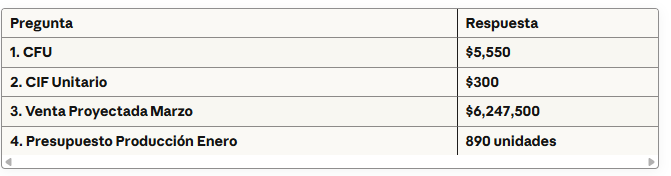 Pregunta Respuesta
1. CFU $5,550
2. CIF Unitario $300
3. Venta Proyectada Marzo $6,247,500
4. Presupuesto Producción Enero 890 unidades